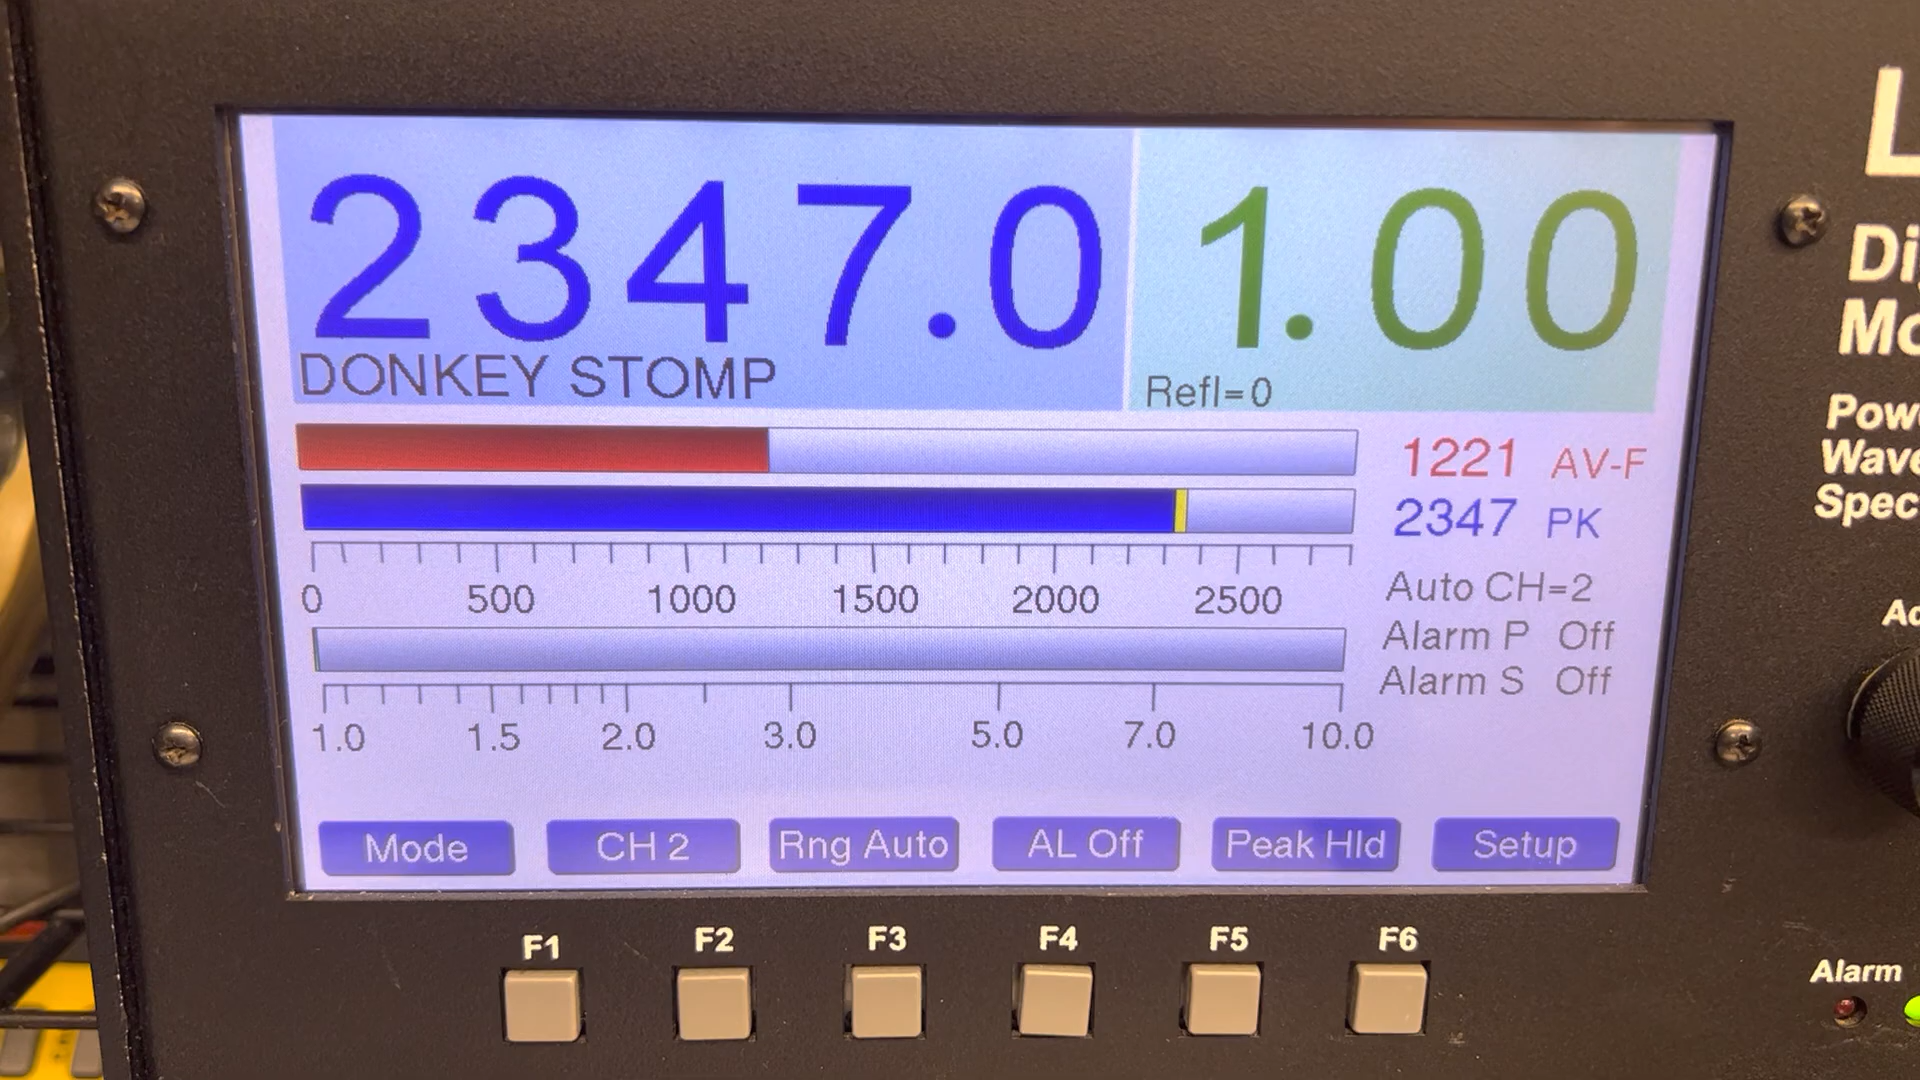 2347.0 1.00
DONKEY STOMP
Refl=0
1221 AV-F
2347 PK
0 500 1000 1500 2000 2500
Auto CH=2
Alarm P Off
Alarm S Off
1.0 1.5 2.0 3.0 5.0 7.0 10.0
Mode CH 2 Rng Auto AL Off Peak Hld Setup
F1 F2 F3 F4 F5 F6
L
Di
Mo
Pow
Wave
Spec
Alarm